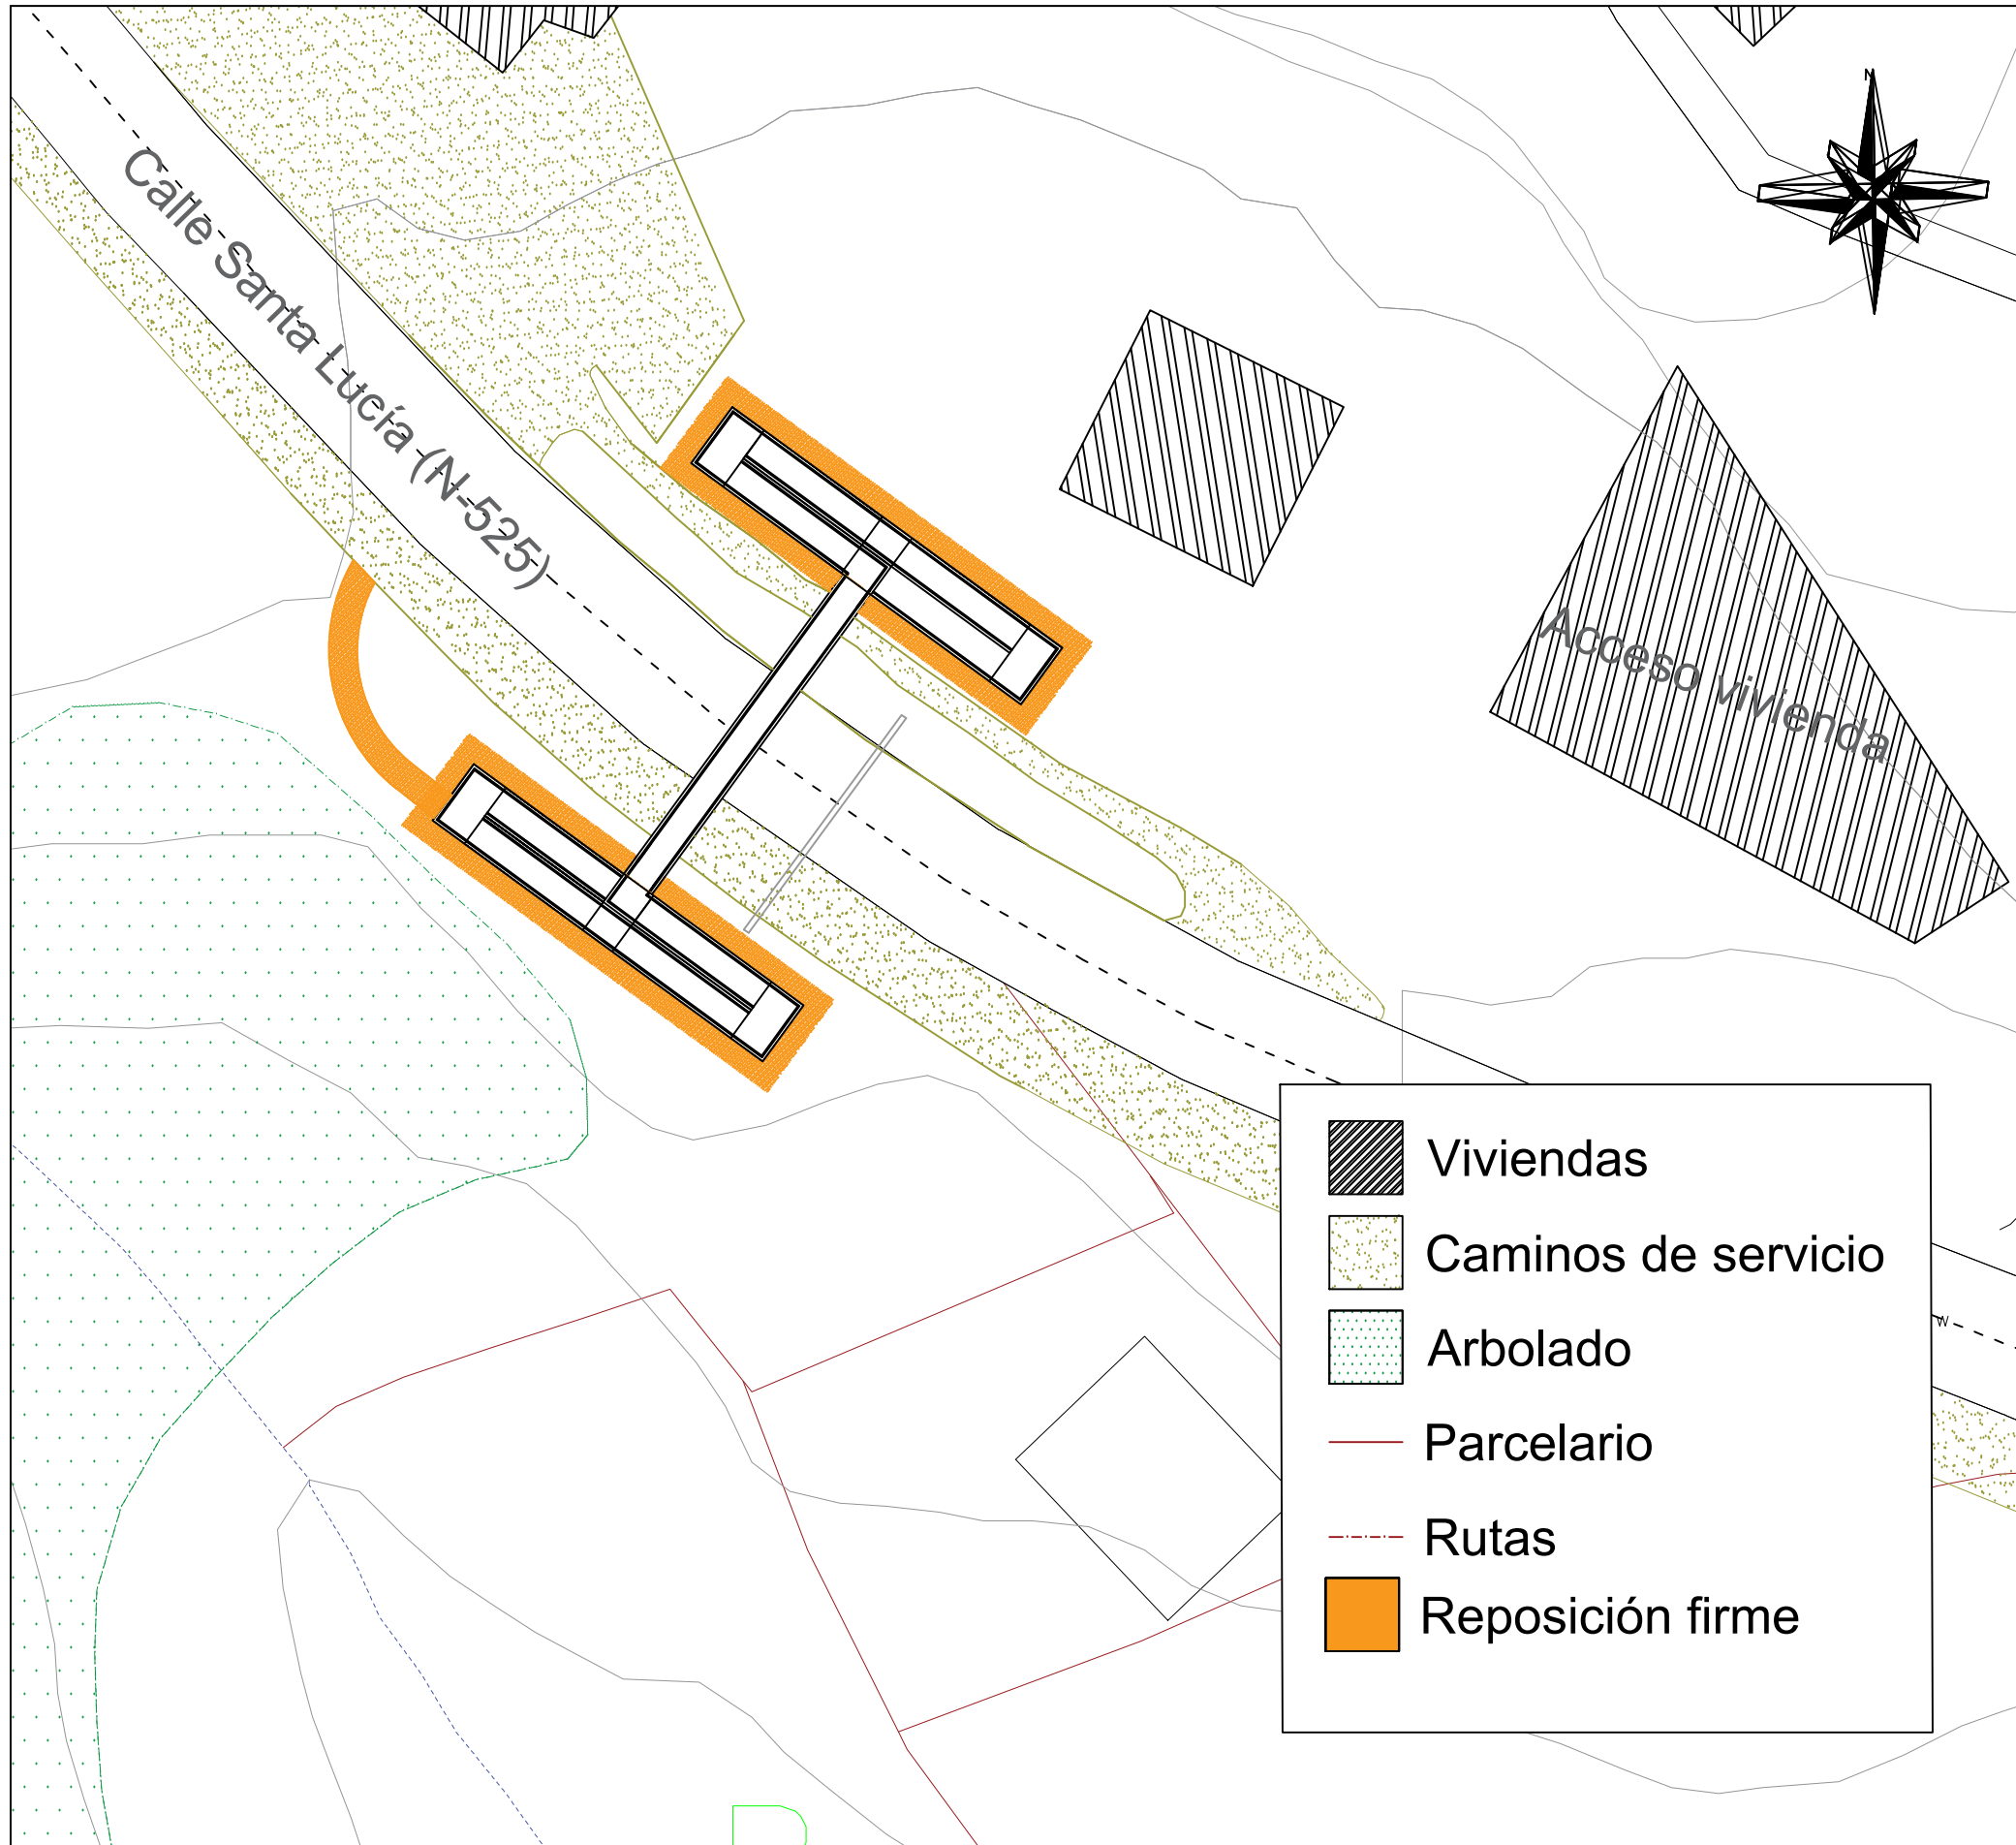 N
Calle Santa Lucía (N-525)
Acceso vivienda
Viviendas
Caminos de servicio
Arbolado
Parcelario
Rutas
Reposición firme
W